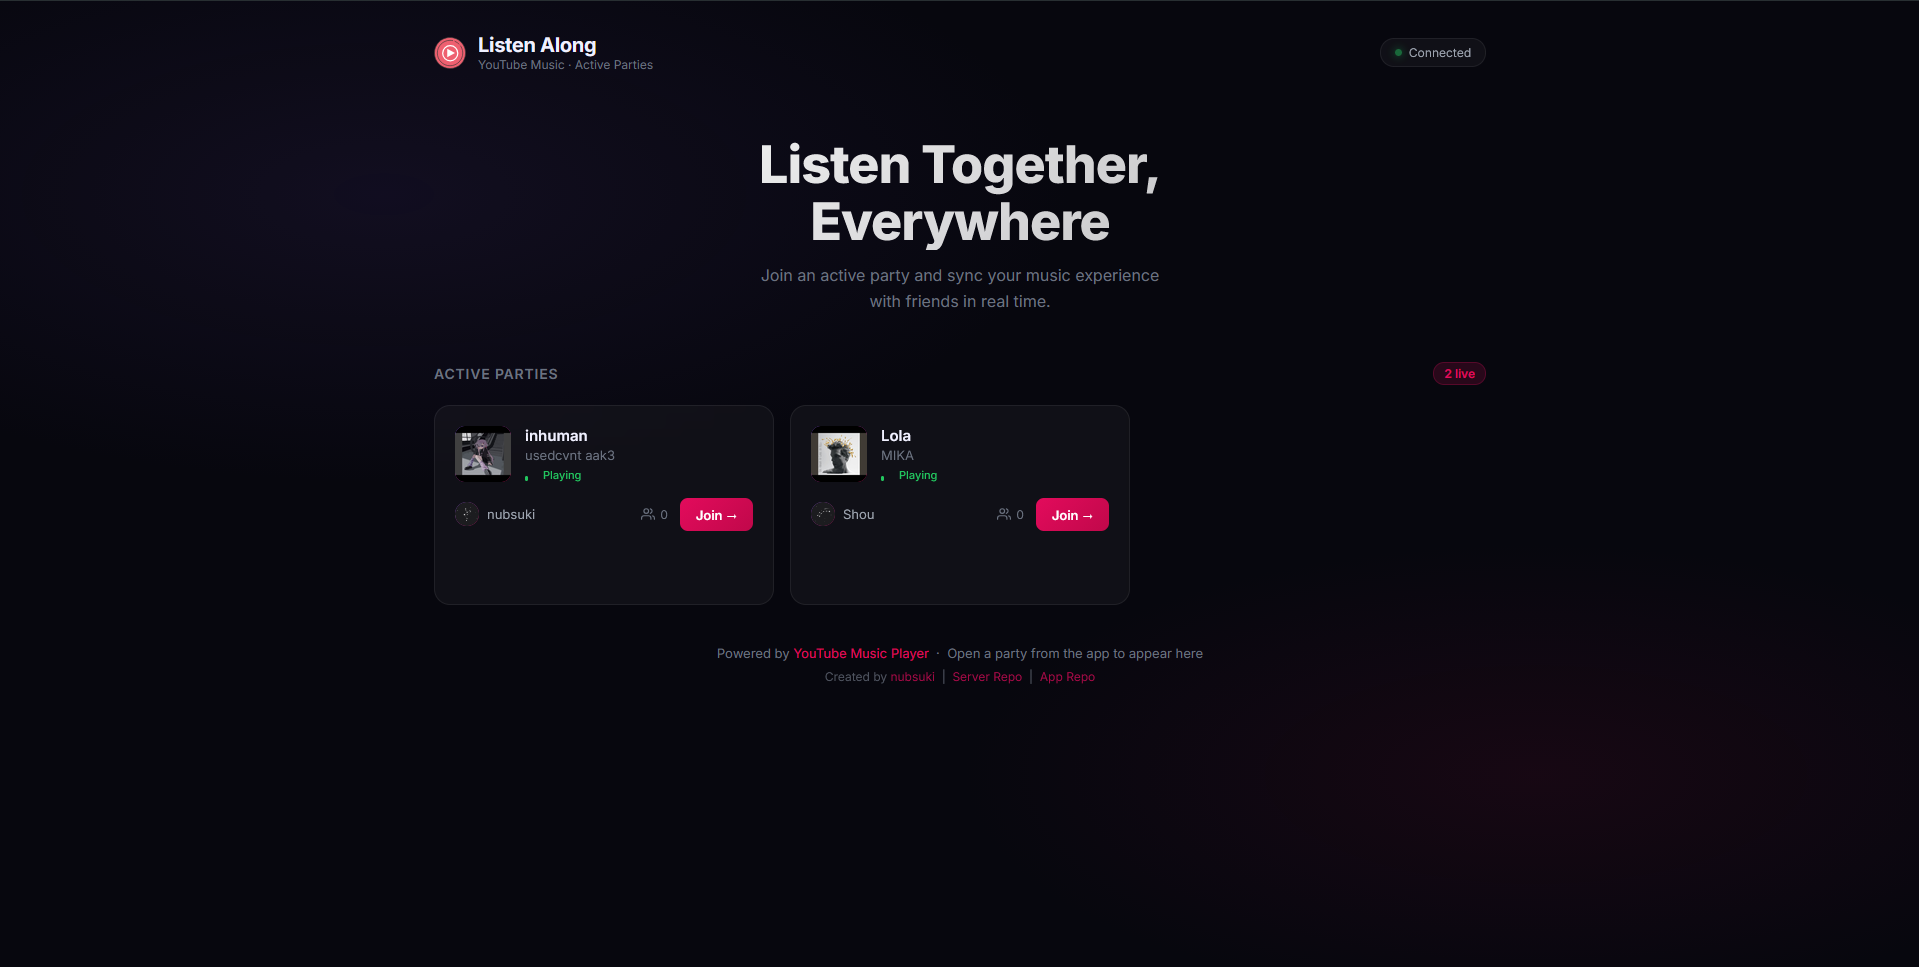 Listen Along
YouTube Music · Active Parties
Connected
Listen Together,
Everywhere
Join an active party and sync your music experience
with friends in real time.
ACTIVE PARTIES
2 live
inhuman
usedcvnt aak3
Playing
nubsuki
0
Join →
Lola
MIKA
Playing
Shou
0
Join →
Powered by YouTube Music Player · Open a party from the app to appear here
Created by nubsuki | Server Repo | App Repo